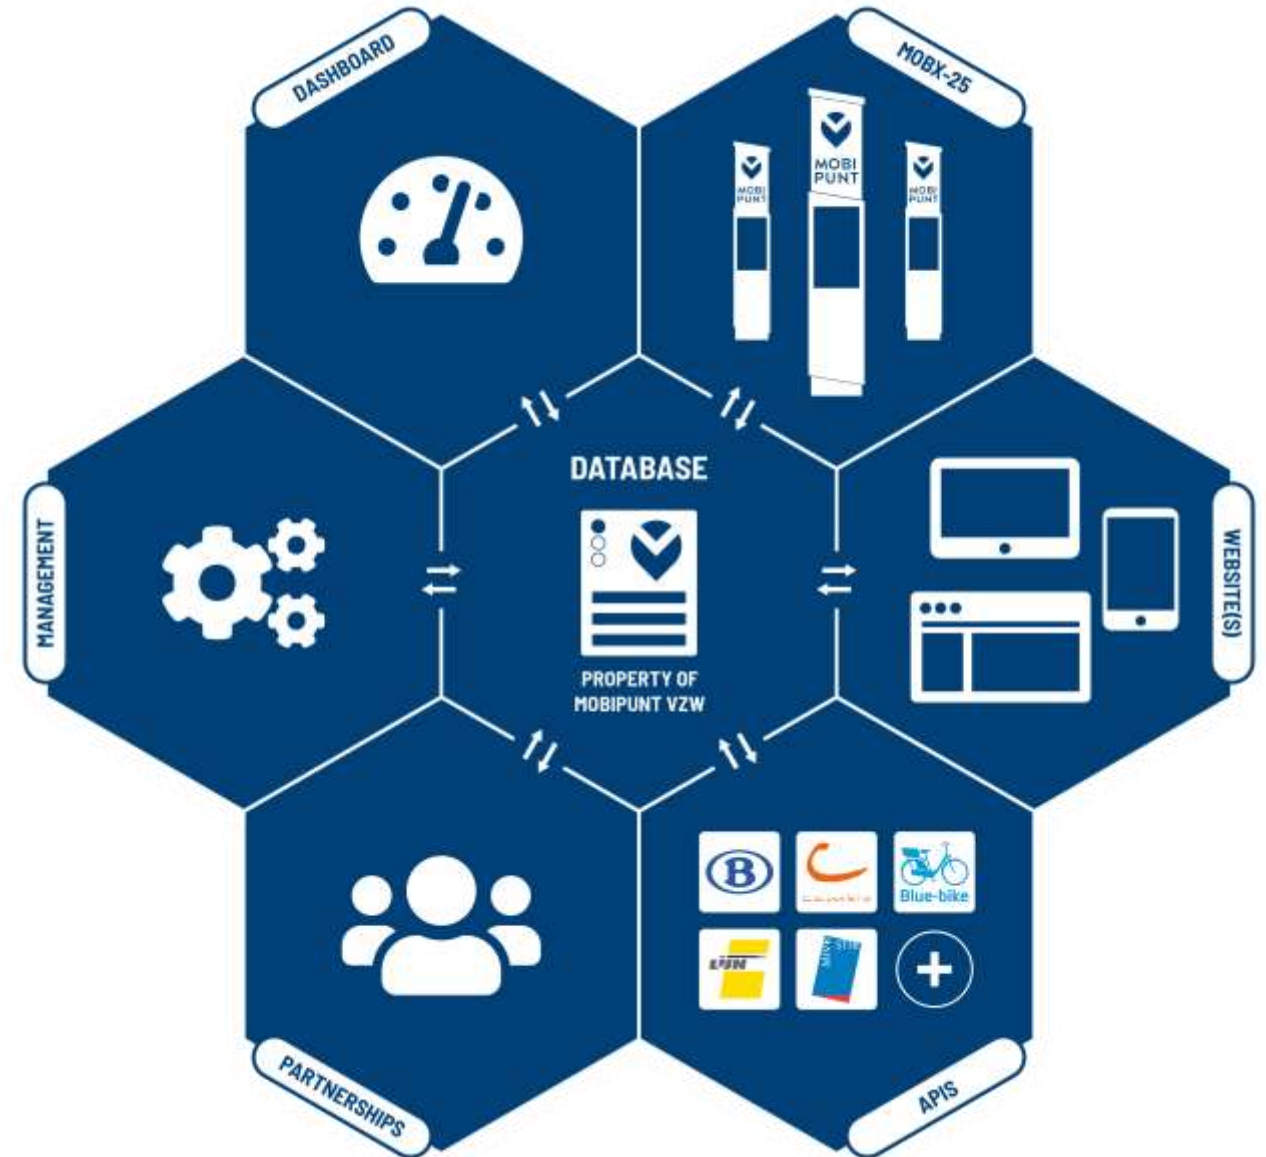 DASHBOARD
MOBX-25
MOBI
PUNT
MOBI
PUNT
MOBI
PUNT
DATABASE
PROPERTY OF
MOBIPUNT VZW
MANAGEMENT
WEBSITE(S)
B
Blue-bike
PARTNERSHIPS
APIS